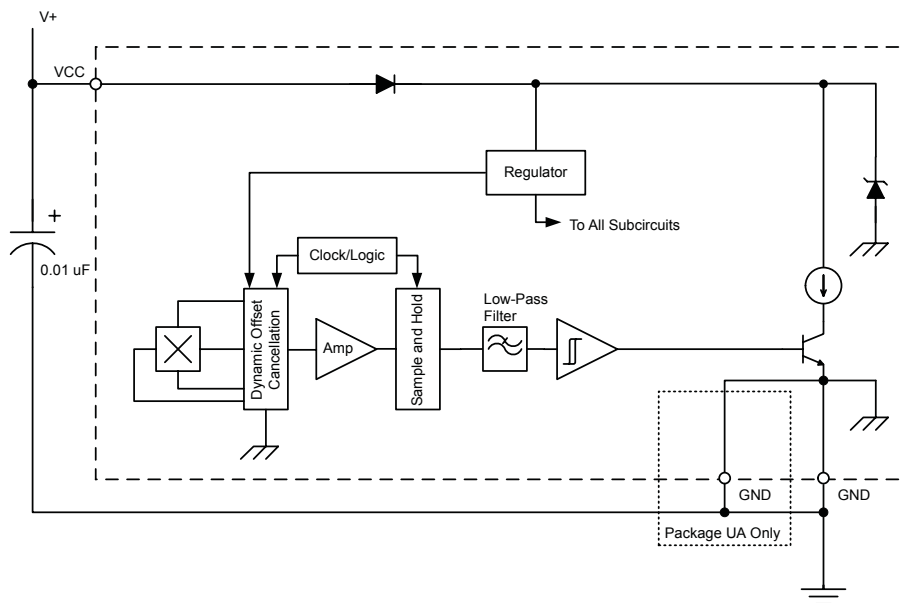 V+
VCC
Regulator
To All Subcircuits
+
0.01 uF
Clock/Logic
Dynamic Offset
Cancellation
Amp
Sample and Hold
Low-Pass
Filter
GND
GND
Package UA Only